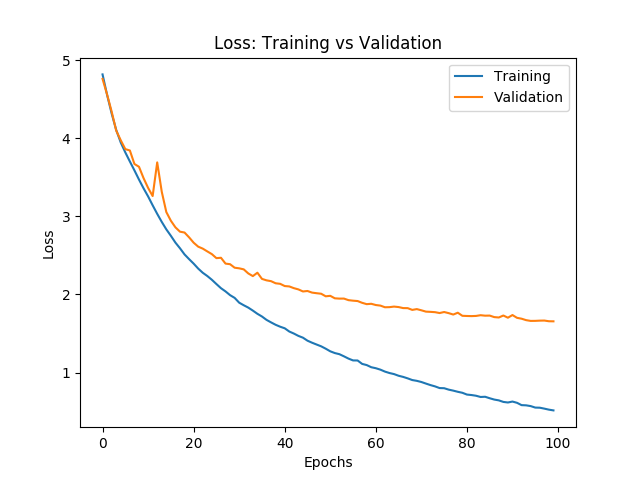 Loss: Training vs Validation
Training
Validation
5
4
3
2
1
Loss
0 20 40 60 80 100
Epochs